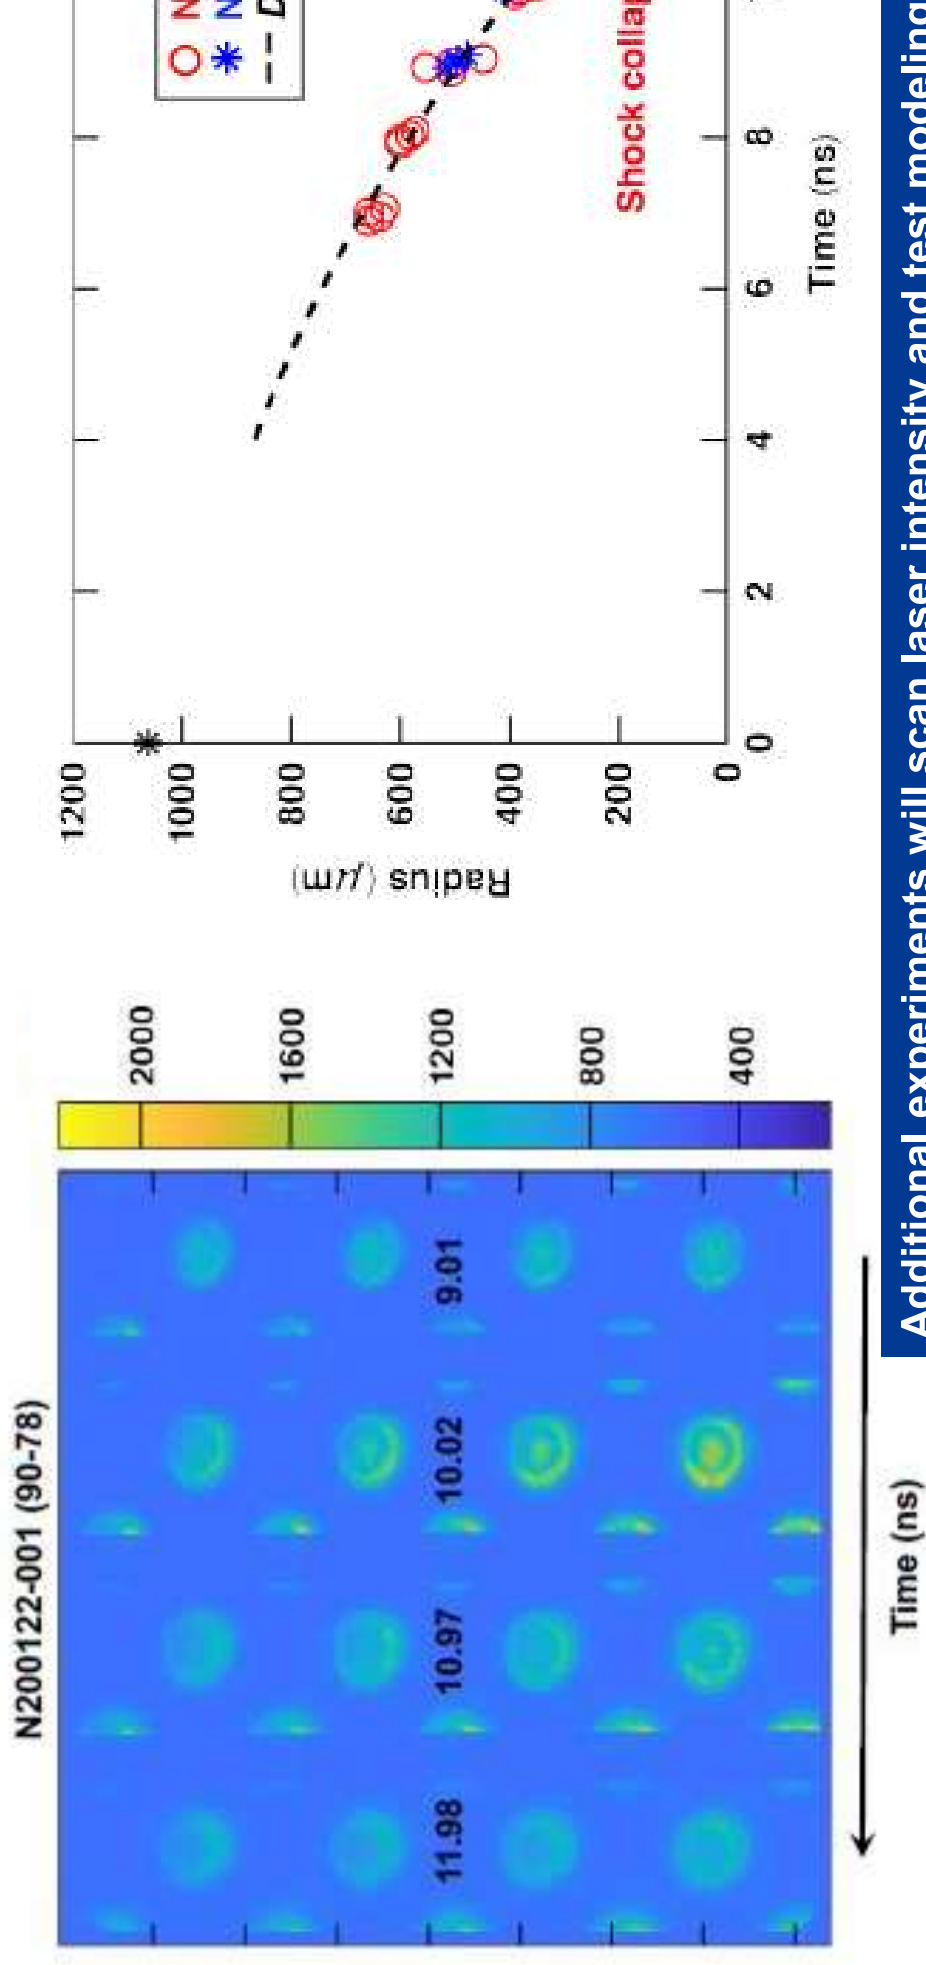 N200122-001 (90-78)
2000
1600
1200
800
400
11.98
10.97
10.02
9.01
Time (ns)
1200
1000
800
600
400
200
0
Radius (μm)
0
2
4
6
8
Time (ns)
N
N
D
Shock
Additional experiments will scan laser intensity and test modeling